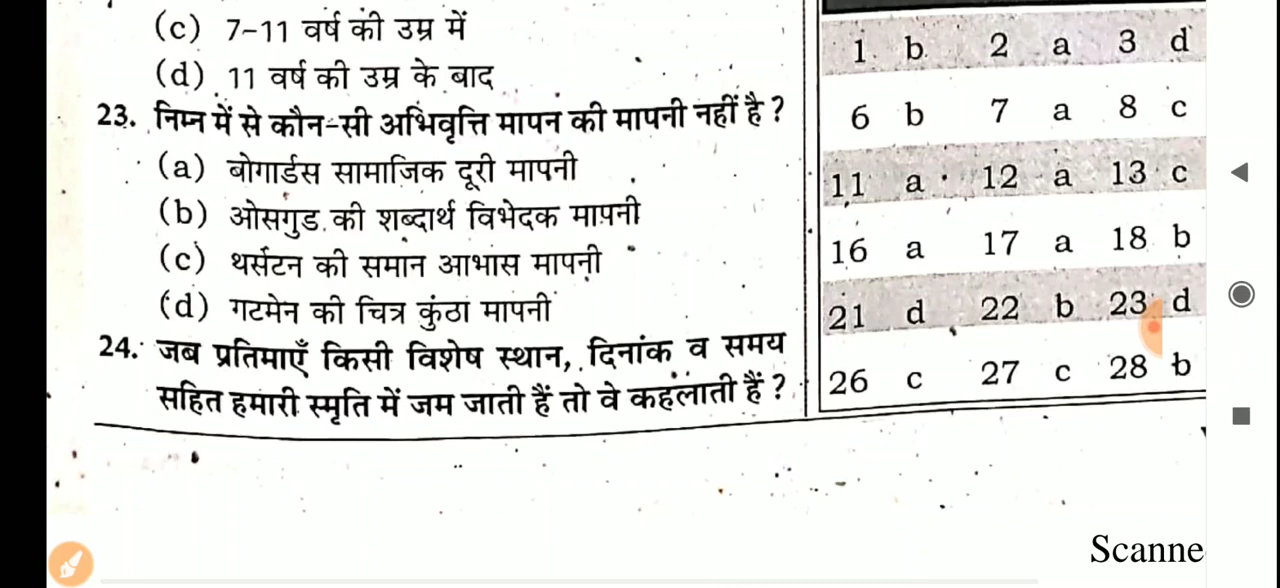 (c) 7-11 वर्ष की उम्र में
(d) 11 वर्ष की उम्र के बाद
23. निम्न में से कौन-सी अभिवृत्ति मापन की मापनी नहीं है ?
(a) बोगार्डस सामाजिक दूरी मापनी
(b) ओसगुड की शब्दार्थ विभेदक मापनी
(c) थर्सटन की समान आभास मापनी
(d) गटमेन की चित्र कुंठा मापनी
24. जब प्रतिमाएँ किसी विशेष स्थान, दिनांक व समय
सहित हमारी स्मृति में जम जाती हैं तो वे कहलाती हैं ?
1 b 2 a 3 d
6 b 7 a 8 c
11 a 12 a 13 c
16 a 17 a 18 b
21 d 22 b 23 d
26 c 27 c 28 b
Scanne